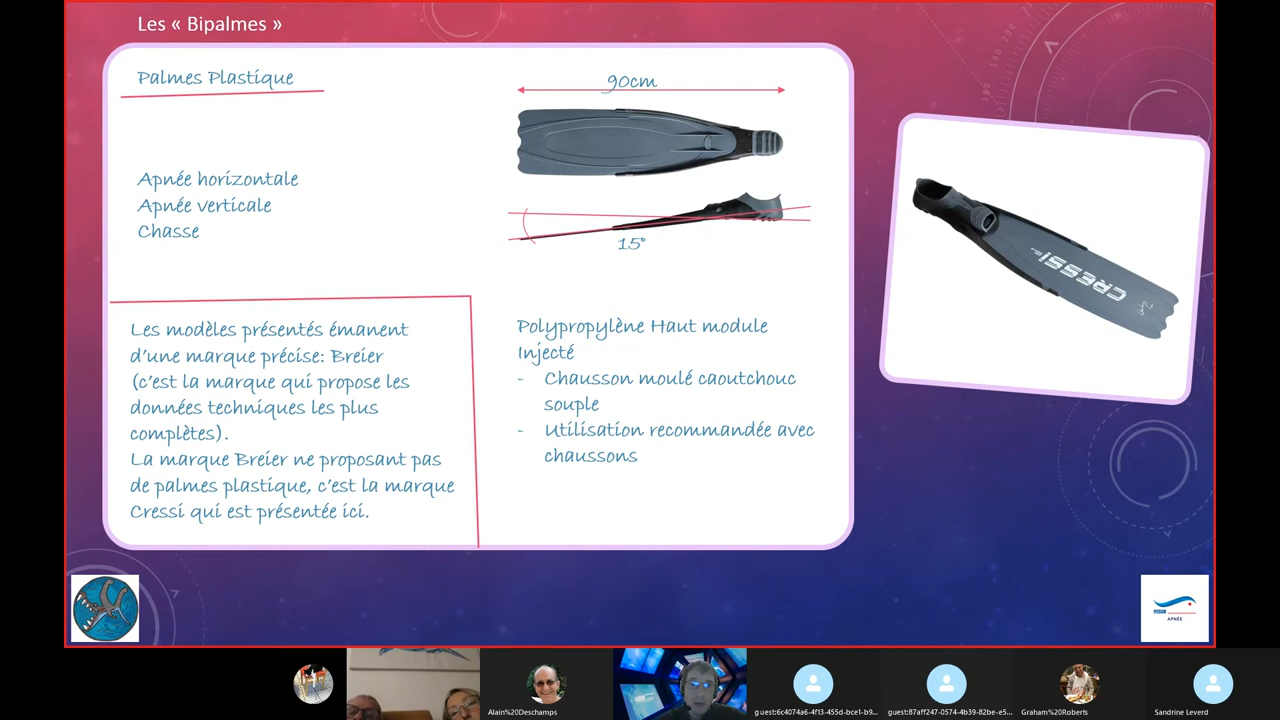 Les « Bipalmes »
Palmes Plastique
90cm
Apnée horizontale
Apnée verticale
Chasse
15°
CRESSI
Les modèles présentés émanent
d'une marque précise: Breier
(c'est la marque qui propose les
données techniques les plus
complètes).
La marque Breier ne proposant pas
de palmes plastique, c'est la marque
Cressi qui est présentée ici.
Polypropylène Haut module
Injecté
- Chausson moulé caoutchouc
souple
- Utilisation recommandée avec
chaussons
FFESSM
APNÉE
Alain%20Deschamps
guest:6c4074a6-4f13-455d-bce1-b9...
guest:87aff247-0574-4b39-82be-e5...
Graham%20Roberts
Sandrine Leverd